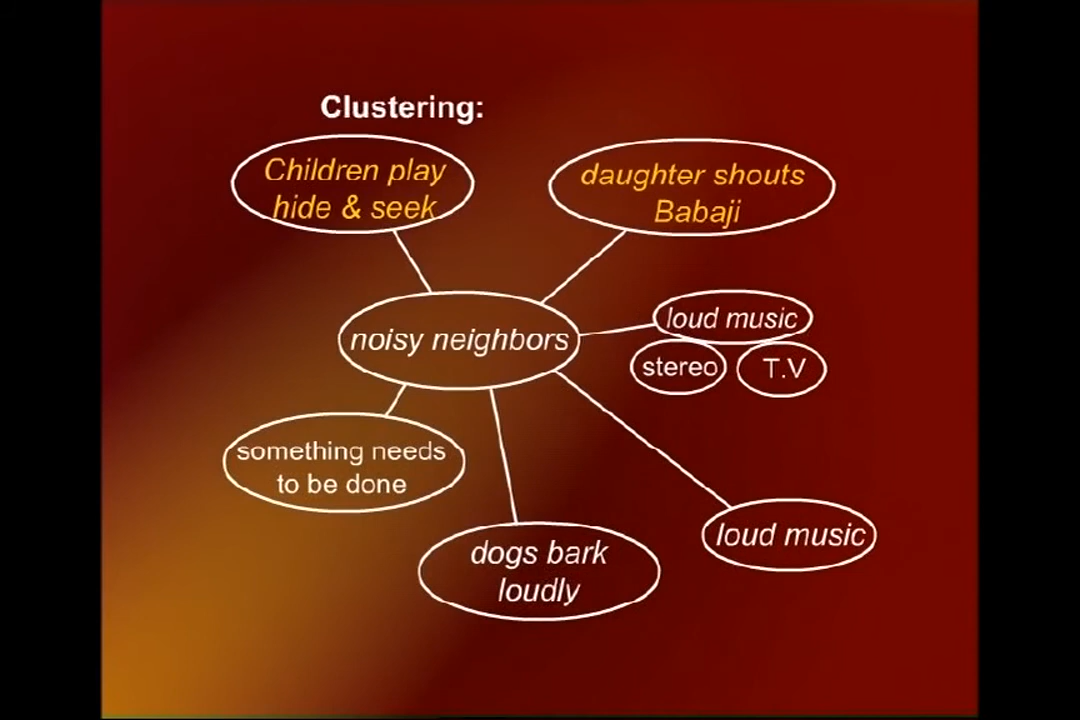 Clustering:
Children play
hide & seek
daughter shouts
Babaji
noisy neighbors
loud music
stereo
T.V
something needs
to be done
dogs bark
loudly
loud music